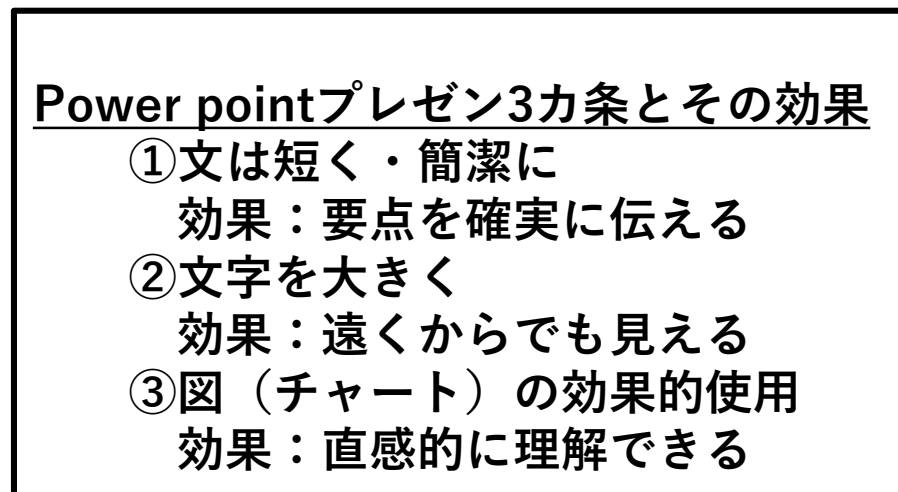 Power pointプレゼン3カ条とその効果
①文は短く・簡潔に
効果：要点を確実に伝える
②文字を大きく
効果：遠くからでも見える
③図（チャート）の効果的使用
効果：直感的に理解できる